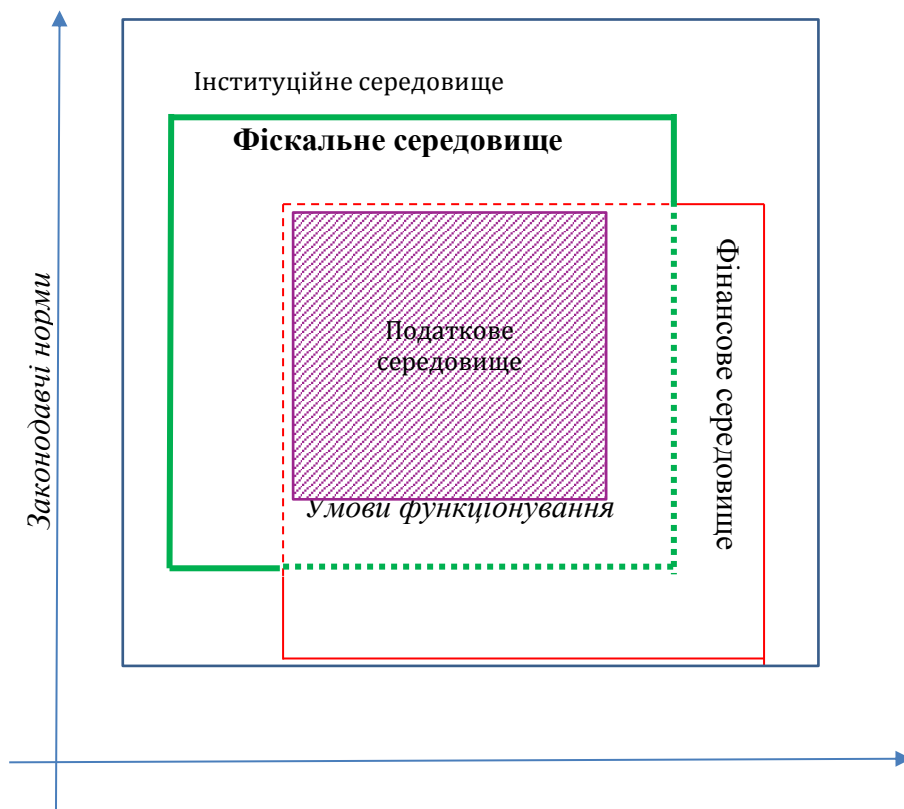 Інституційне середовище
Фіскальне середовище
Законодавчі норми
Податкове
середовище
Фінансове середовище
Умови функціонування